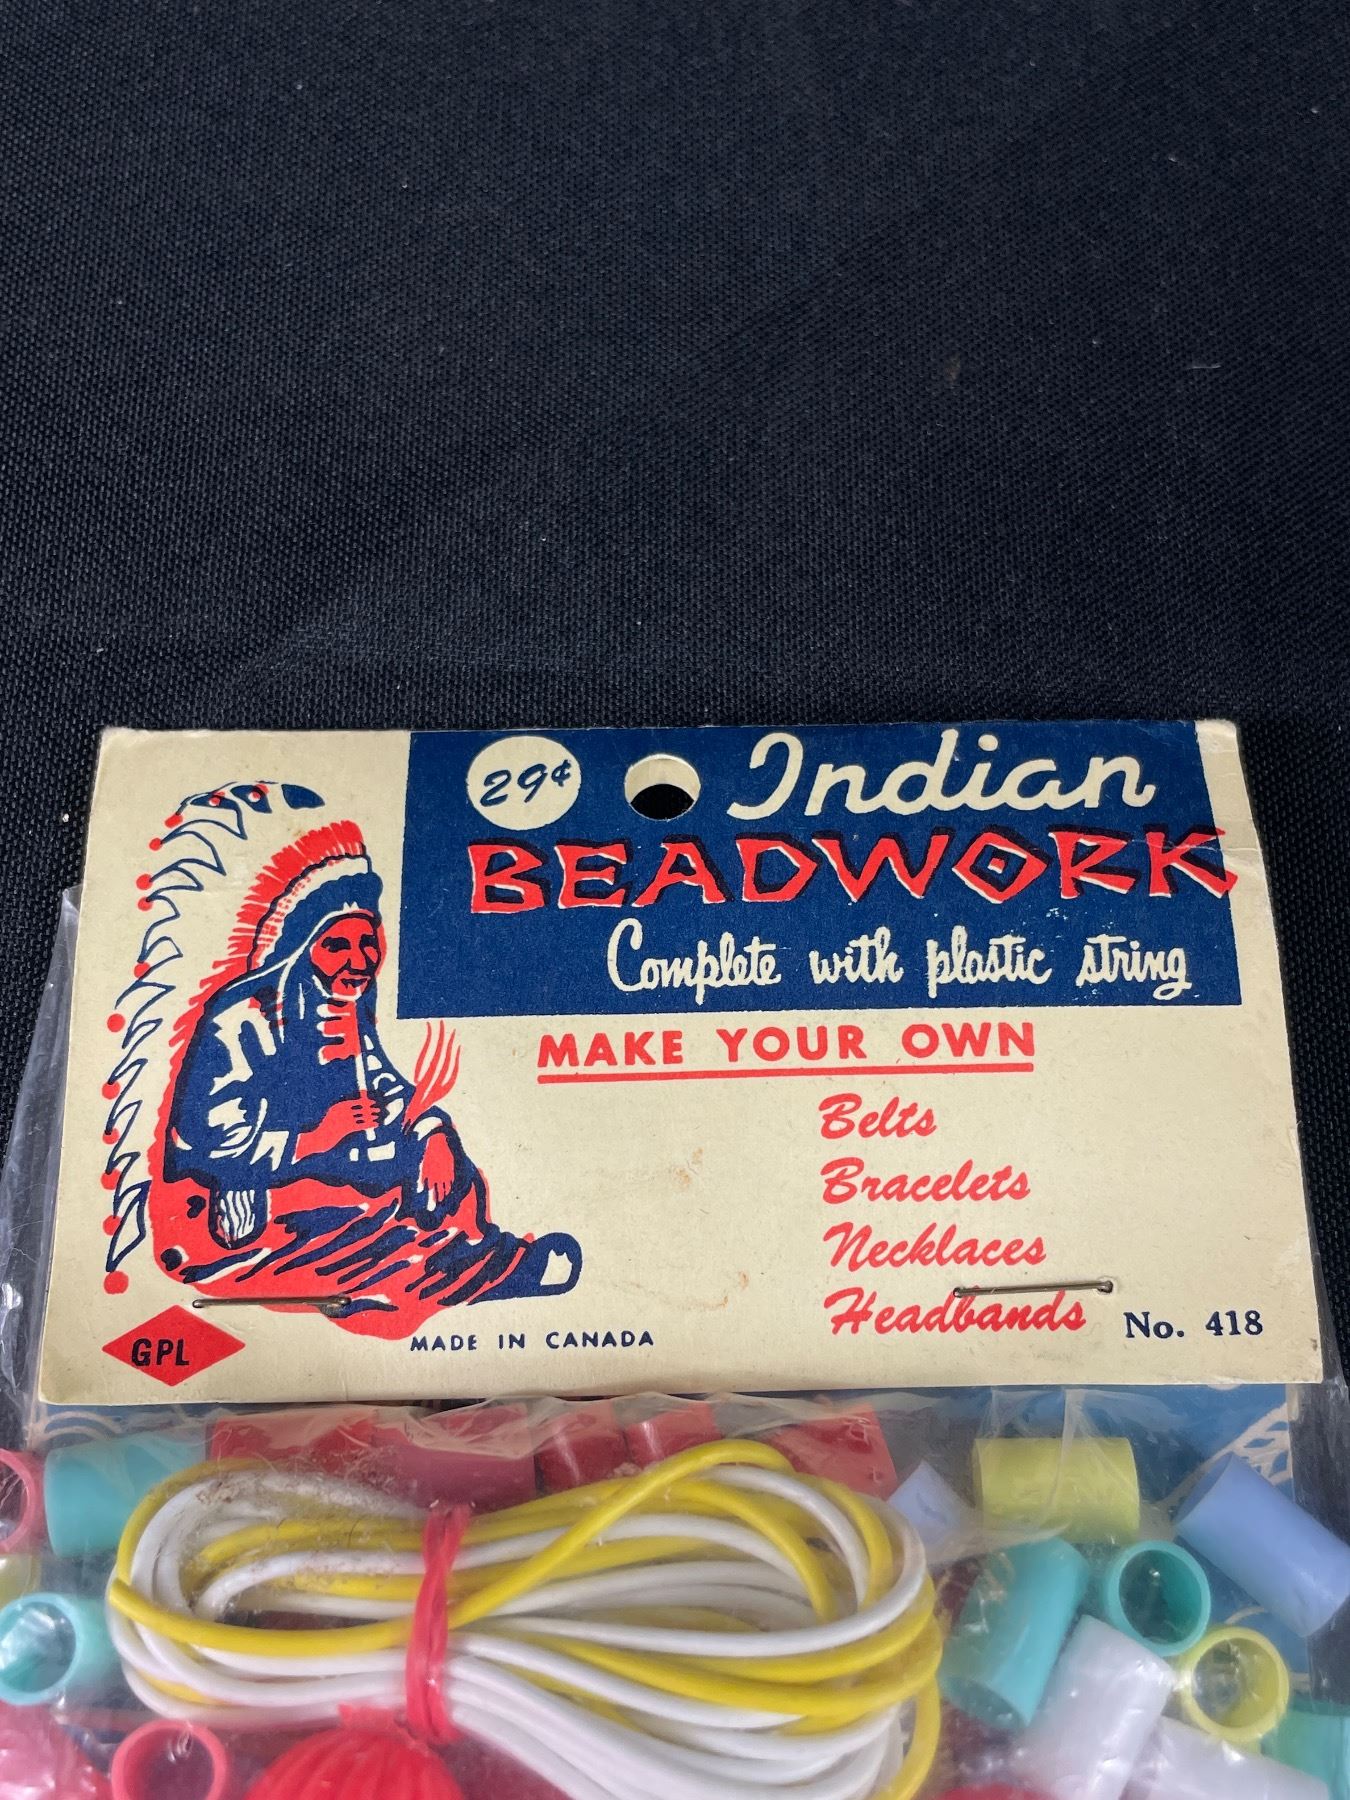 29¢
Indian
BEADWORK
Complete with plastic string
MAKE YOUR OWN
Belts
Bracelets
Necklaces
Headbands
No. 418
MADE IN CANADA
GPL